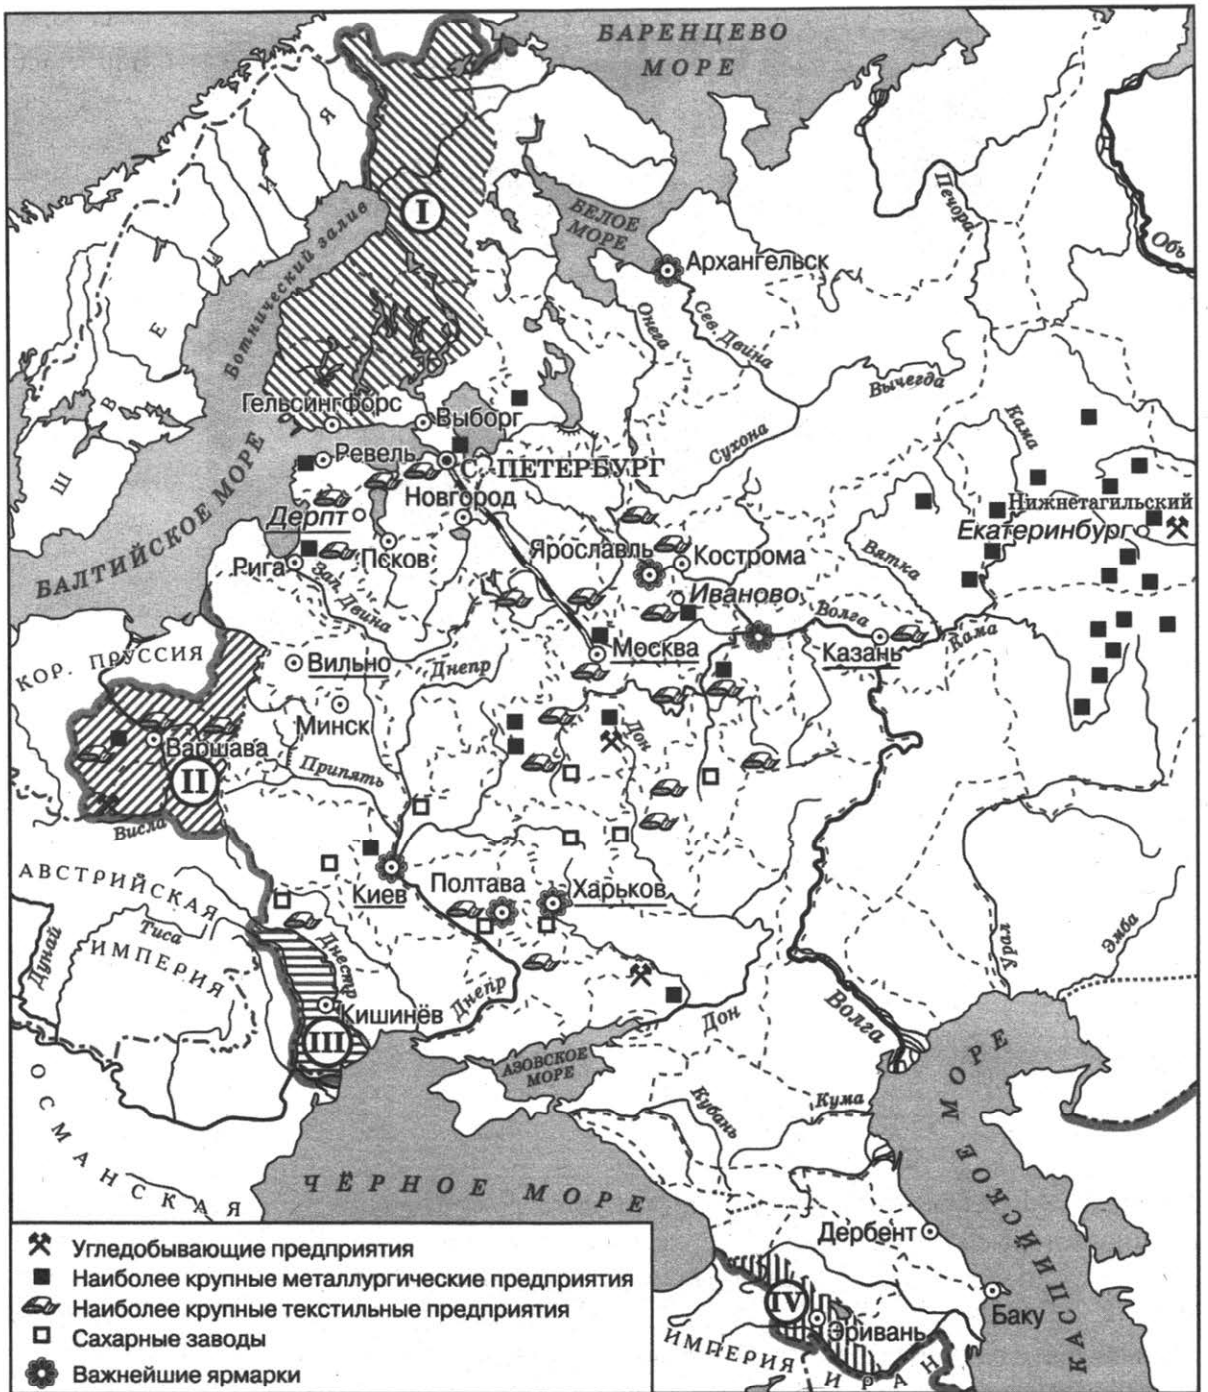 БАРЕНЦЕВО
МОРЕ
БЕЛОЕ
МОРЕ
Архангельск
Печора
Обь
I
Ботнический залив
ШВЕЦИЯ
Онега
Сев. Двина
Вычегда
Сухона
Кама
Гельсингфорс
Выборг
Ревель
С.-ПЕТЕРБУРГ
Новгород
Дерпт
Псков
Рига
Зап. Двина
БАЛТИЙСКОЕ МОРЕ
Нижнетагильский
Екатеринбург
Ярославль
Кострома
Иваново
Вятка
Волга
Кама
Москва
Казань
КОР. ПРУССИЯ
Вильно
Днепр
Минск
Варшава
II
Припять
Дон
Висла
Киев
Полтава
Харьков
АВСТРИЙСКАЯ
ИМПЕРИЯ
Тиса
Дунай
Днестр
Кишинёв
III
Днепр
Дон
Волга
Урал
Эмба
АЗОВСКОЕ
МОРЕ
Кубань
Кума
ОСМАНСКАЯ
ЧЁРНОЕ МОРЕ
КАСПИЙСКОЕ МОРЕ
Дербент
Баку
IV
Эривань
ИМПЕРИЯ
ИРАН
Угледобывающие предприятия
Наиболее крупные металлургические предприятия
Наиболее крупные текстильные предприятия
Сахарные заводы
Важнейшие ярмарки